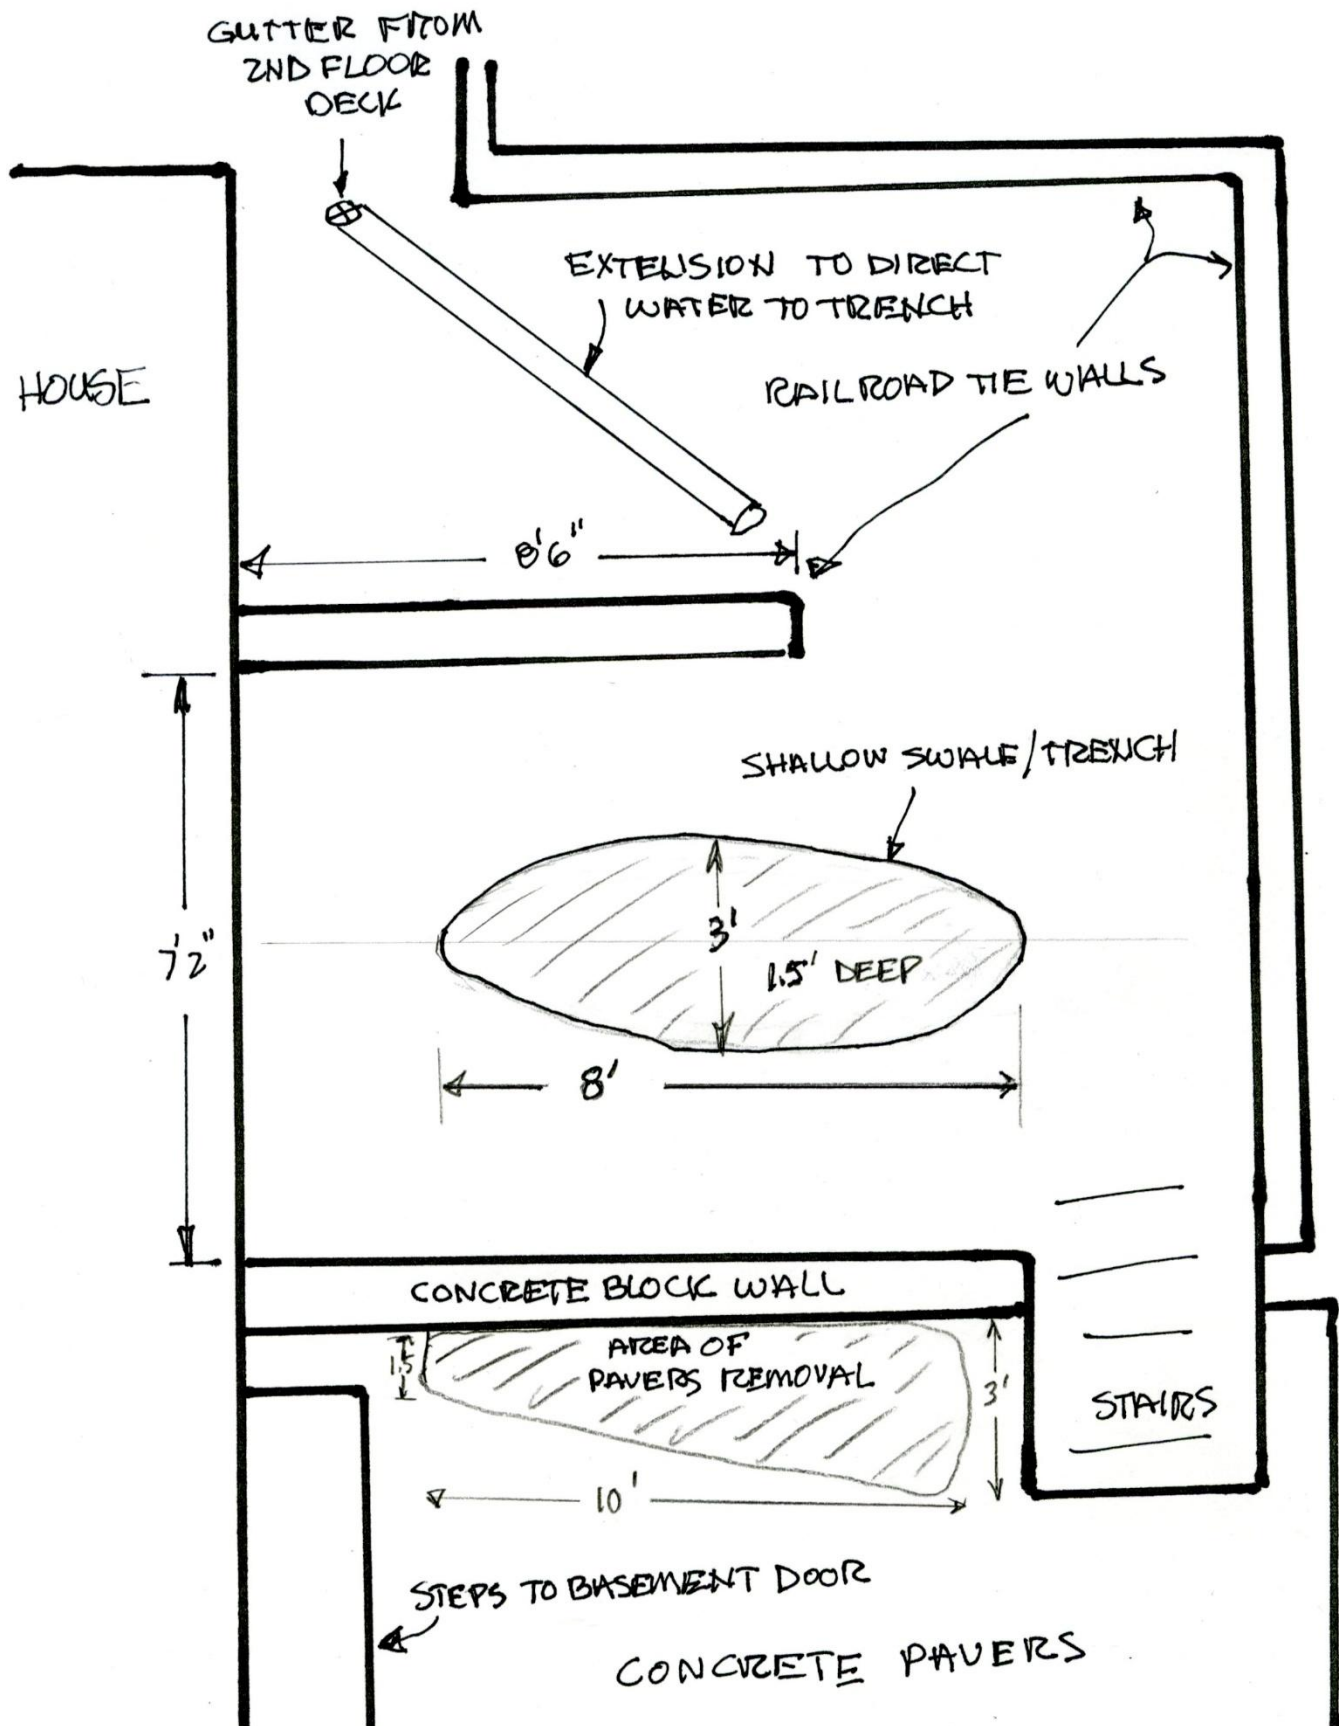 GUTTER FROM
2ND FLOOR
DECK
EXTENSION TO DIRECT
WATER TO TRENCH
HOUSE
RAILROAD TIE WALLS
8'6"
SHALLOW SWALE/TRENCH
7'2"
3'
1.5' DEEP
8'
CONCRETE BLOCK WALL
AREA OF
PAVERS REMOVAL
1.5
3'
STAIRS
10'
STEPS TO BASEMENT DOOR
CONCRETE PAVERS